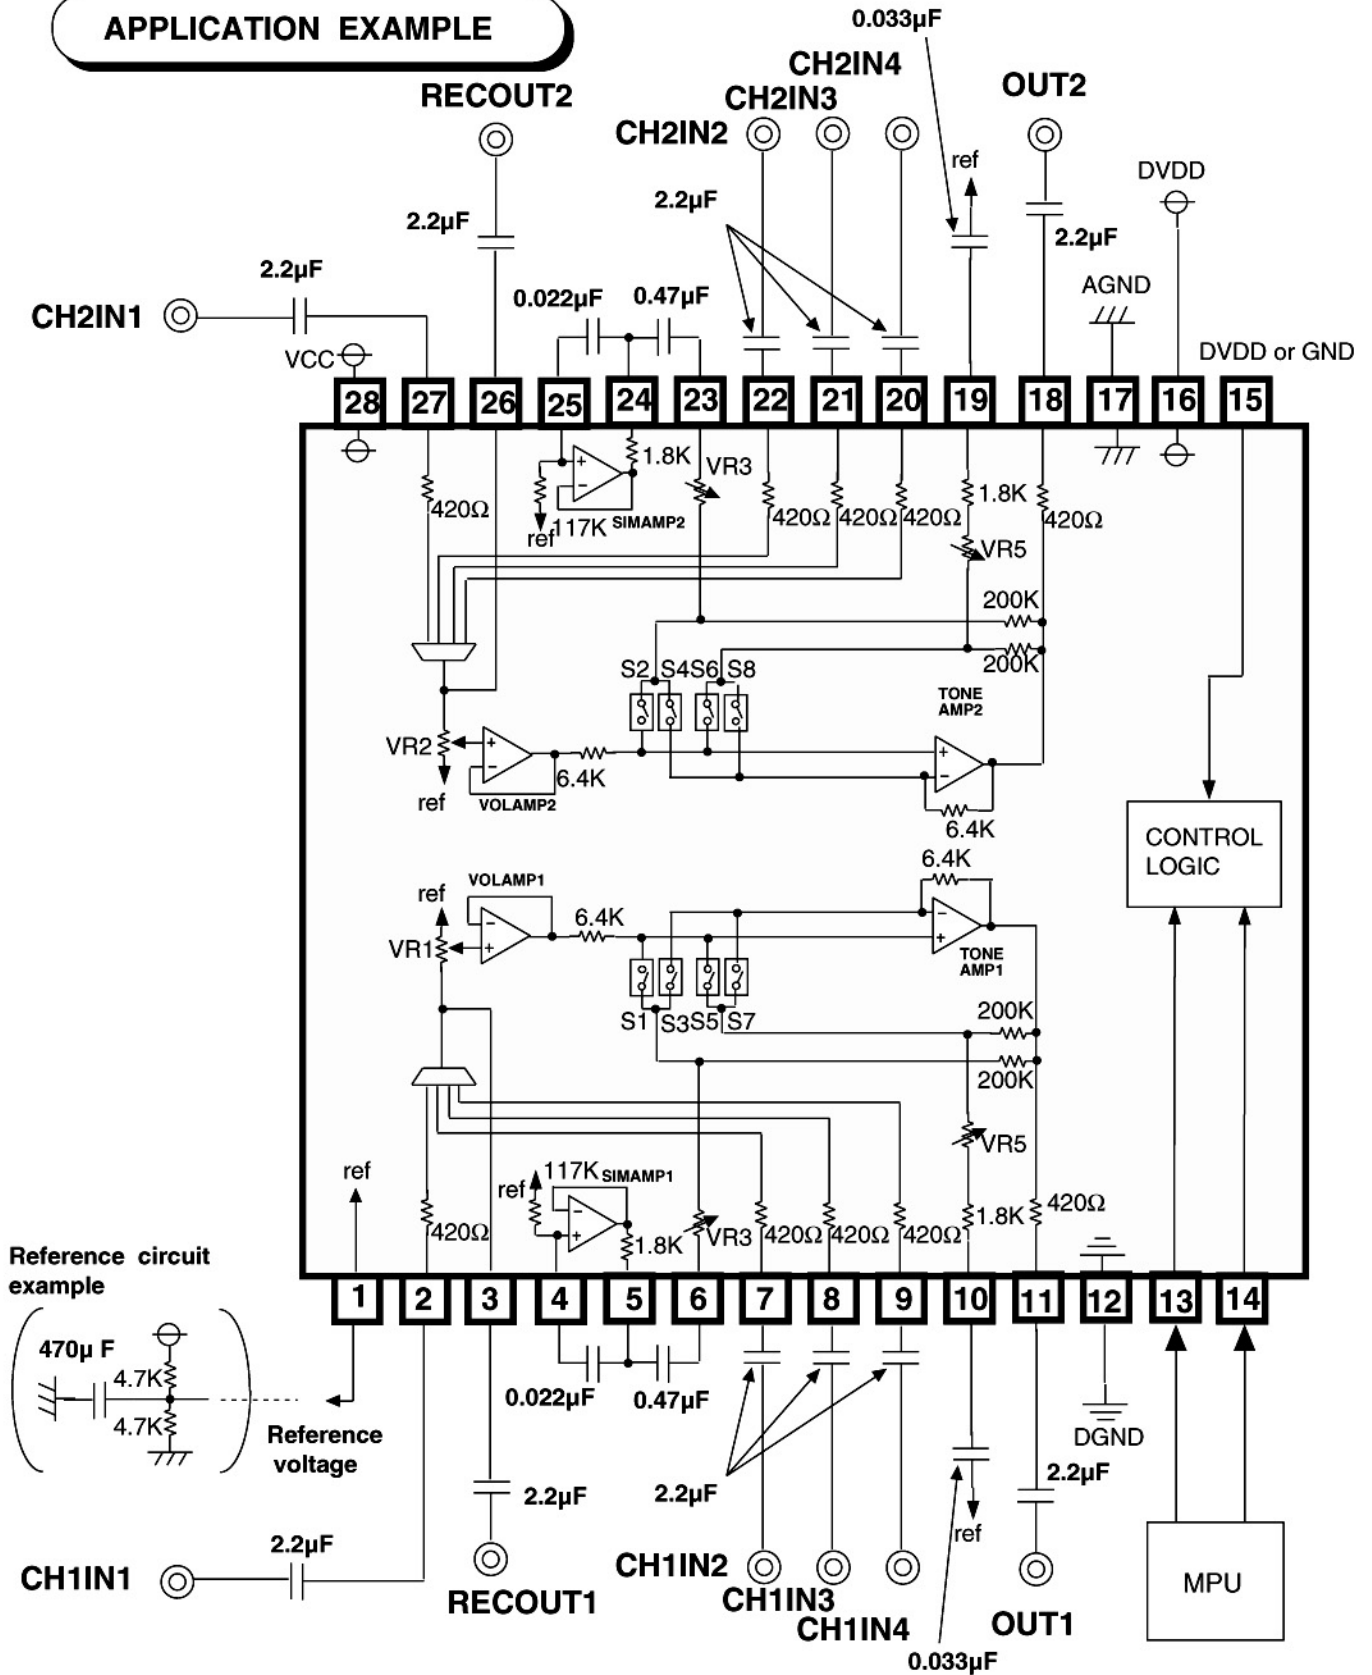 APPLICATION EXAMPLE
0.033µF
CH2IN4
RECOUT2
CH2IN3
OUT2
CH2IN2
ref
DVDD
2.2µF
2.2µF
2.2µF
2.2µF
AGND
0.022µF
0.47µF
CH2IN1
VCC
DVDD or GND
28
27
26
25
24
23
22
21
20
19
18
17
16
15
1.8K
VR3
420Ω
117K
SIMAMP2
ref
420Ω
420Ω
420Ω
1.8K
420Ω
VR5
200K
200K
S2
S4
S6
S8
TONE
AMP2
VR2
6.4K
ref
VOLAMP2
6.4K
CONTROL
LOGIC
6.4K
VOLAMP1
ref
6.4K
VR1
TONE
AMP1
S1
S3
S5
S7
200K
200K
VR5
ref
117K
SIMAMP1
ref
420Ω
1.8K
VR3
420Ω
420Ω
420Ω
1.8K
420Ω
Reference circuit
example
1
2
3
4
5
6
7
8
9
10
11
12
13
14
470µ F
4.7K
4.7K
0.022µF
0.47µF
Reference
voltage
DGND
2.2µF
2.2µF
2.2µF
ref
2.2µF
CH1IN1
RECOUT1
CH1IN2
CH1IN3
CH1IN4
OUT1
MPU
0.033µF